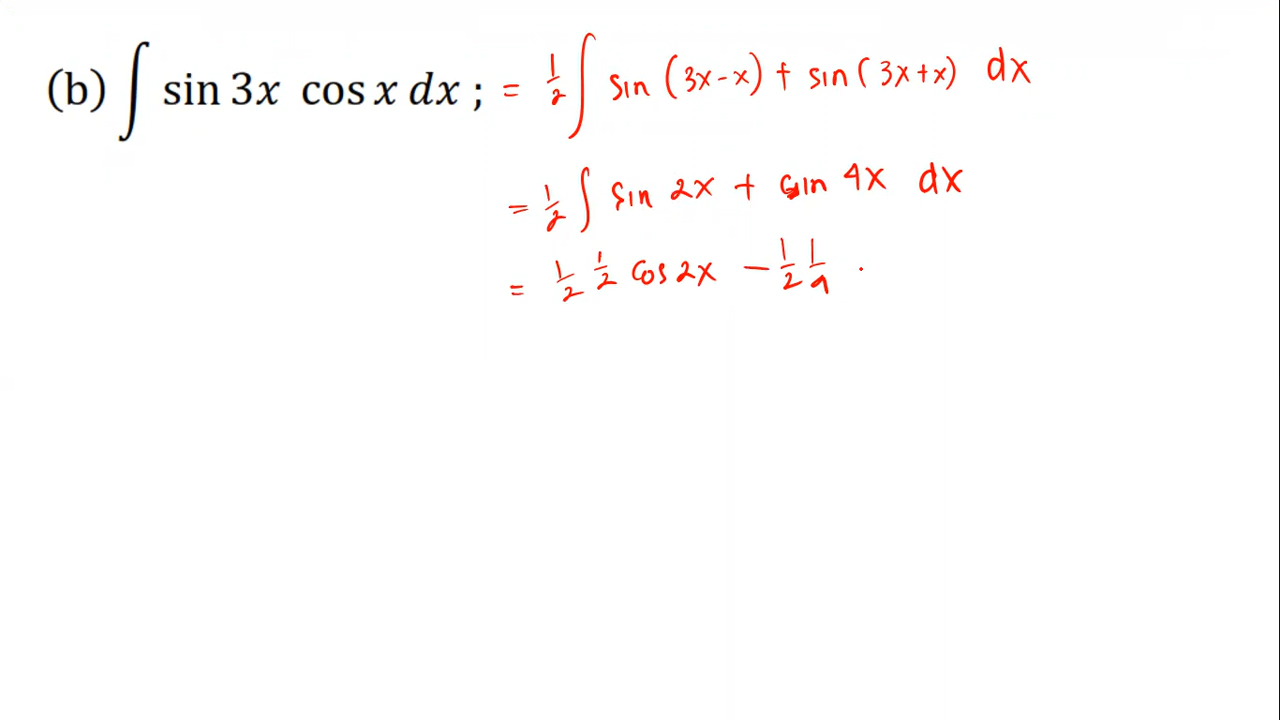 (b) ∫ sin 3x cos x dx ; = 1/2 ∫ sin (3x-x) + sin (3x+x) dx
= 1/2 ∫ sin 2x + sin 4x dx
= 1/2 1/2 cos 2x - 1/2 1/4 .